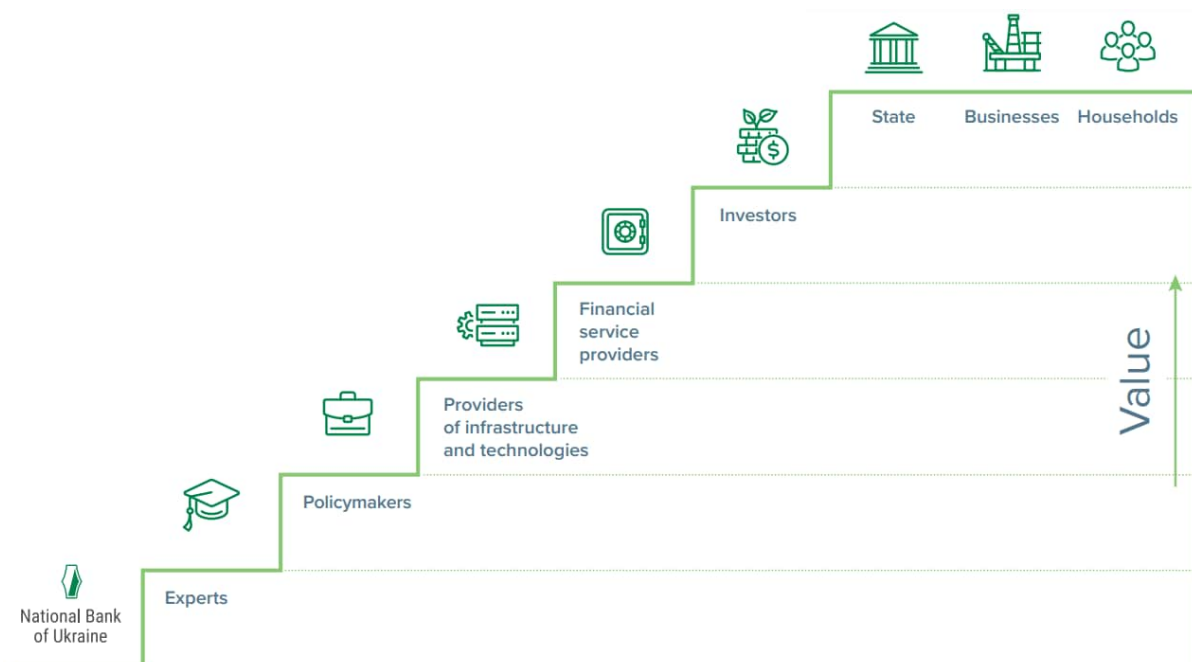 State
Businesses
Households
Investors
Financial
service
providers
Value
Providers
of infrastructure
and technologies
Policymakers
Experts
National Bank
of Ukraine